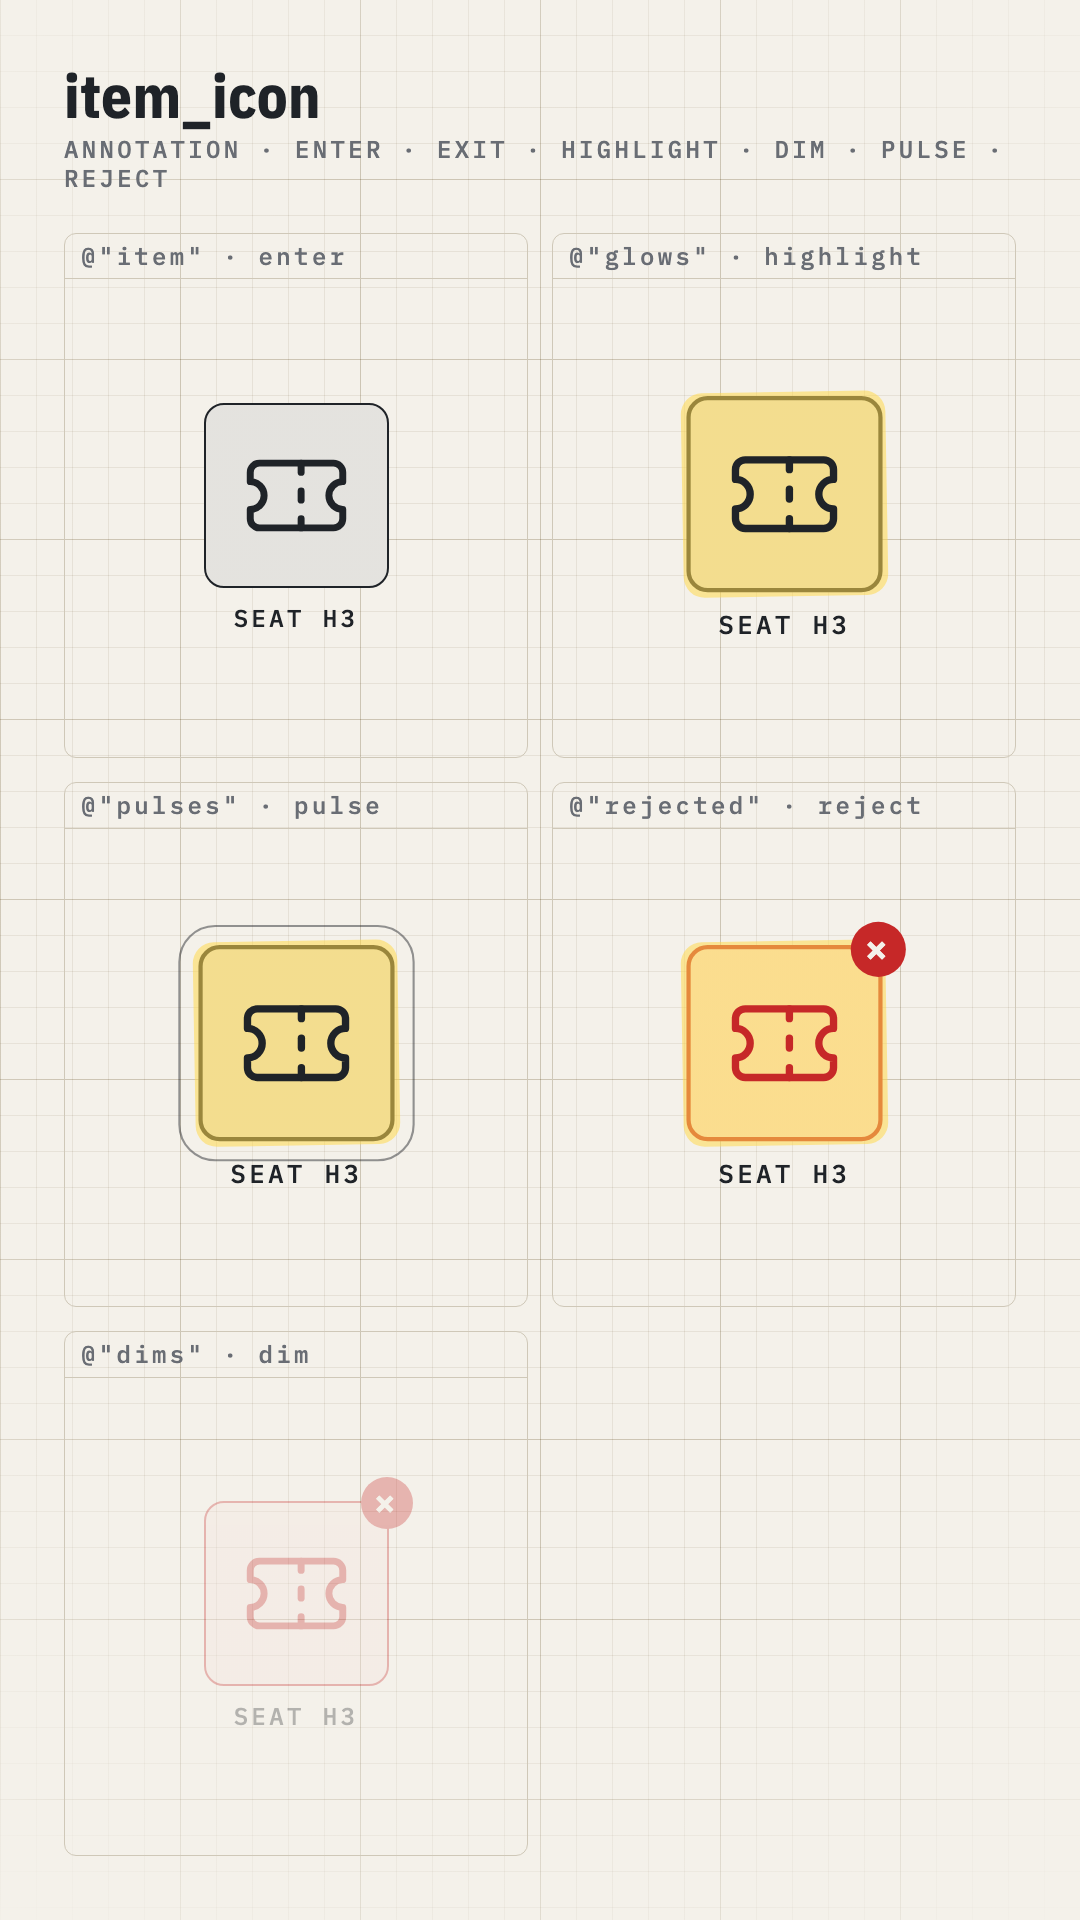 item_icon
ANNOTATION · ENTER · EXIT · HIGHLIGHT · DIM · PULSE ·
REJECT
@"item" · enter
@"glows" · highlight
SEAT H3
SEAT H3
@"pulses" · pulse
@"rejected" · reject
SEAT H3
SEAT H3
@"dims" · dim
SEAT H3